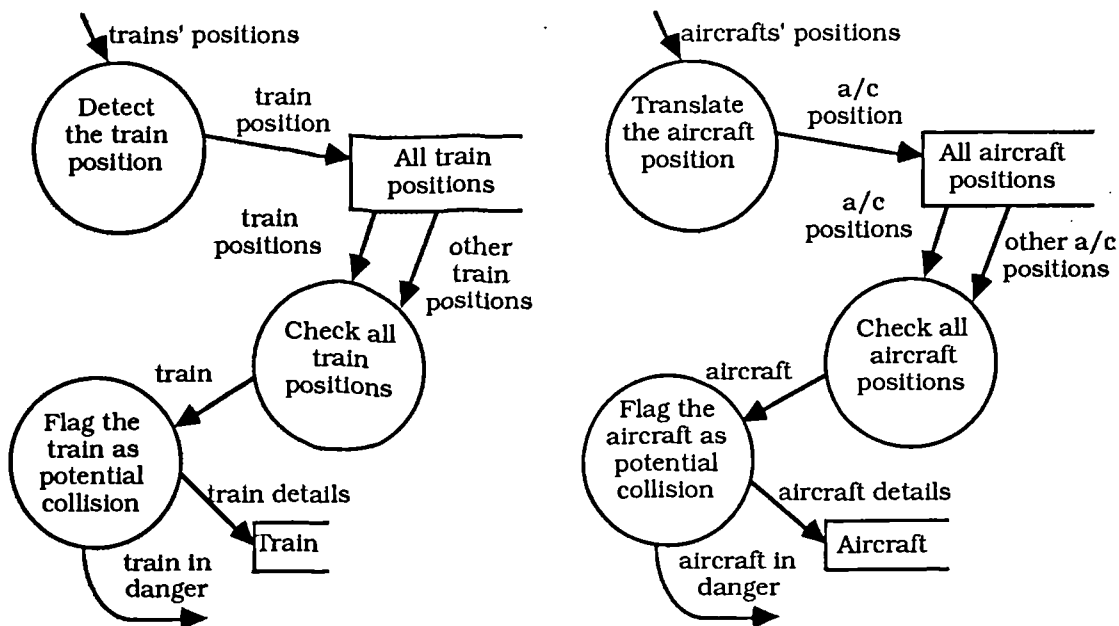 trains' positions
Detect
the train
position
train
position
All train
positions
train
positions
other
train
positions
Check all
train
positions
train
Flag the
train as
potential
collision
train details
Train
train in
danger
aircrafts' positions
Translate
the aircraft
position
a/c
position
All aircraft
positions
a/c
positions
other a/c
positions
Check all
aircraft
positions
aircraft
Flag the
aircraft as
potential
collision
aircraft details
Aircraft
aircraft in
danger